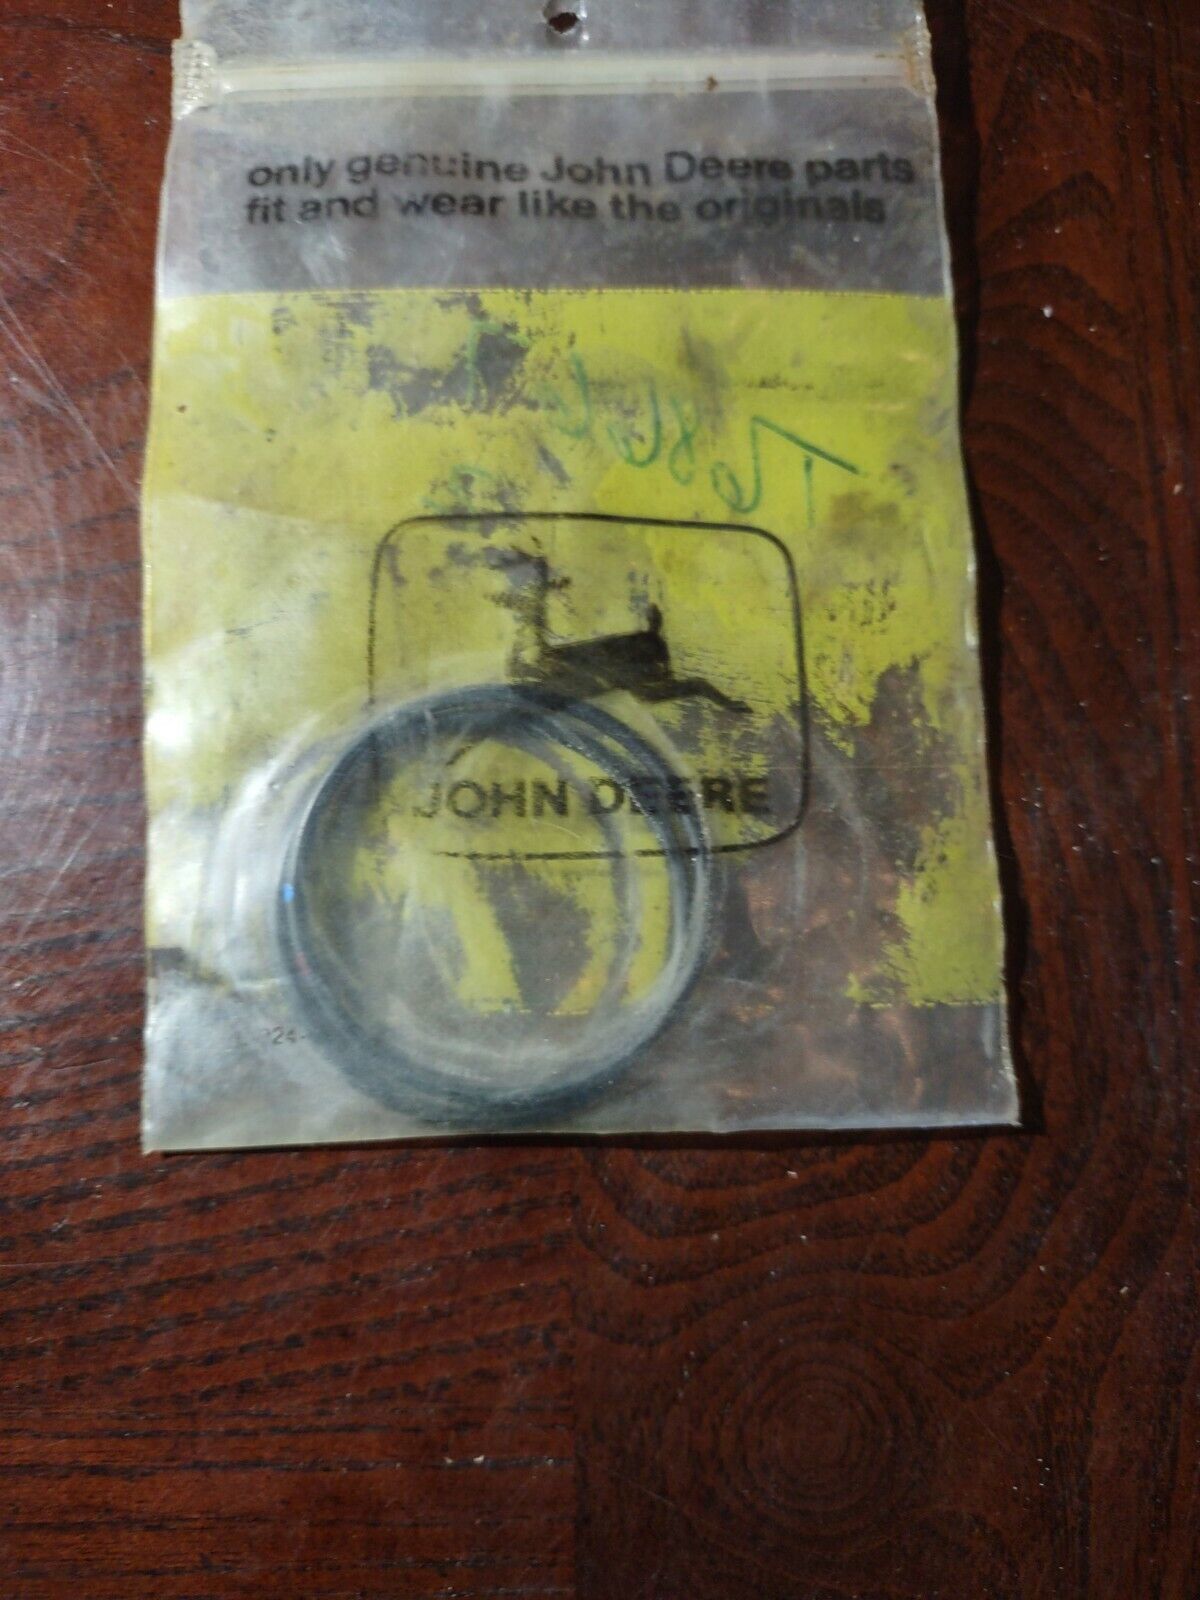 only genuine John Deere parts
fit and wear like the originals
JOHN DEERE